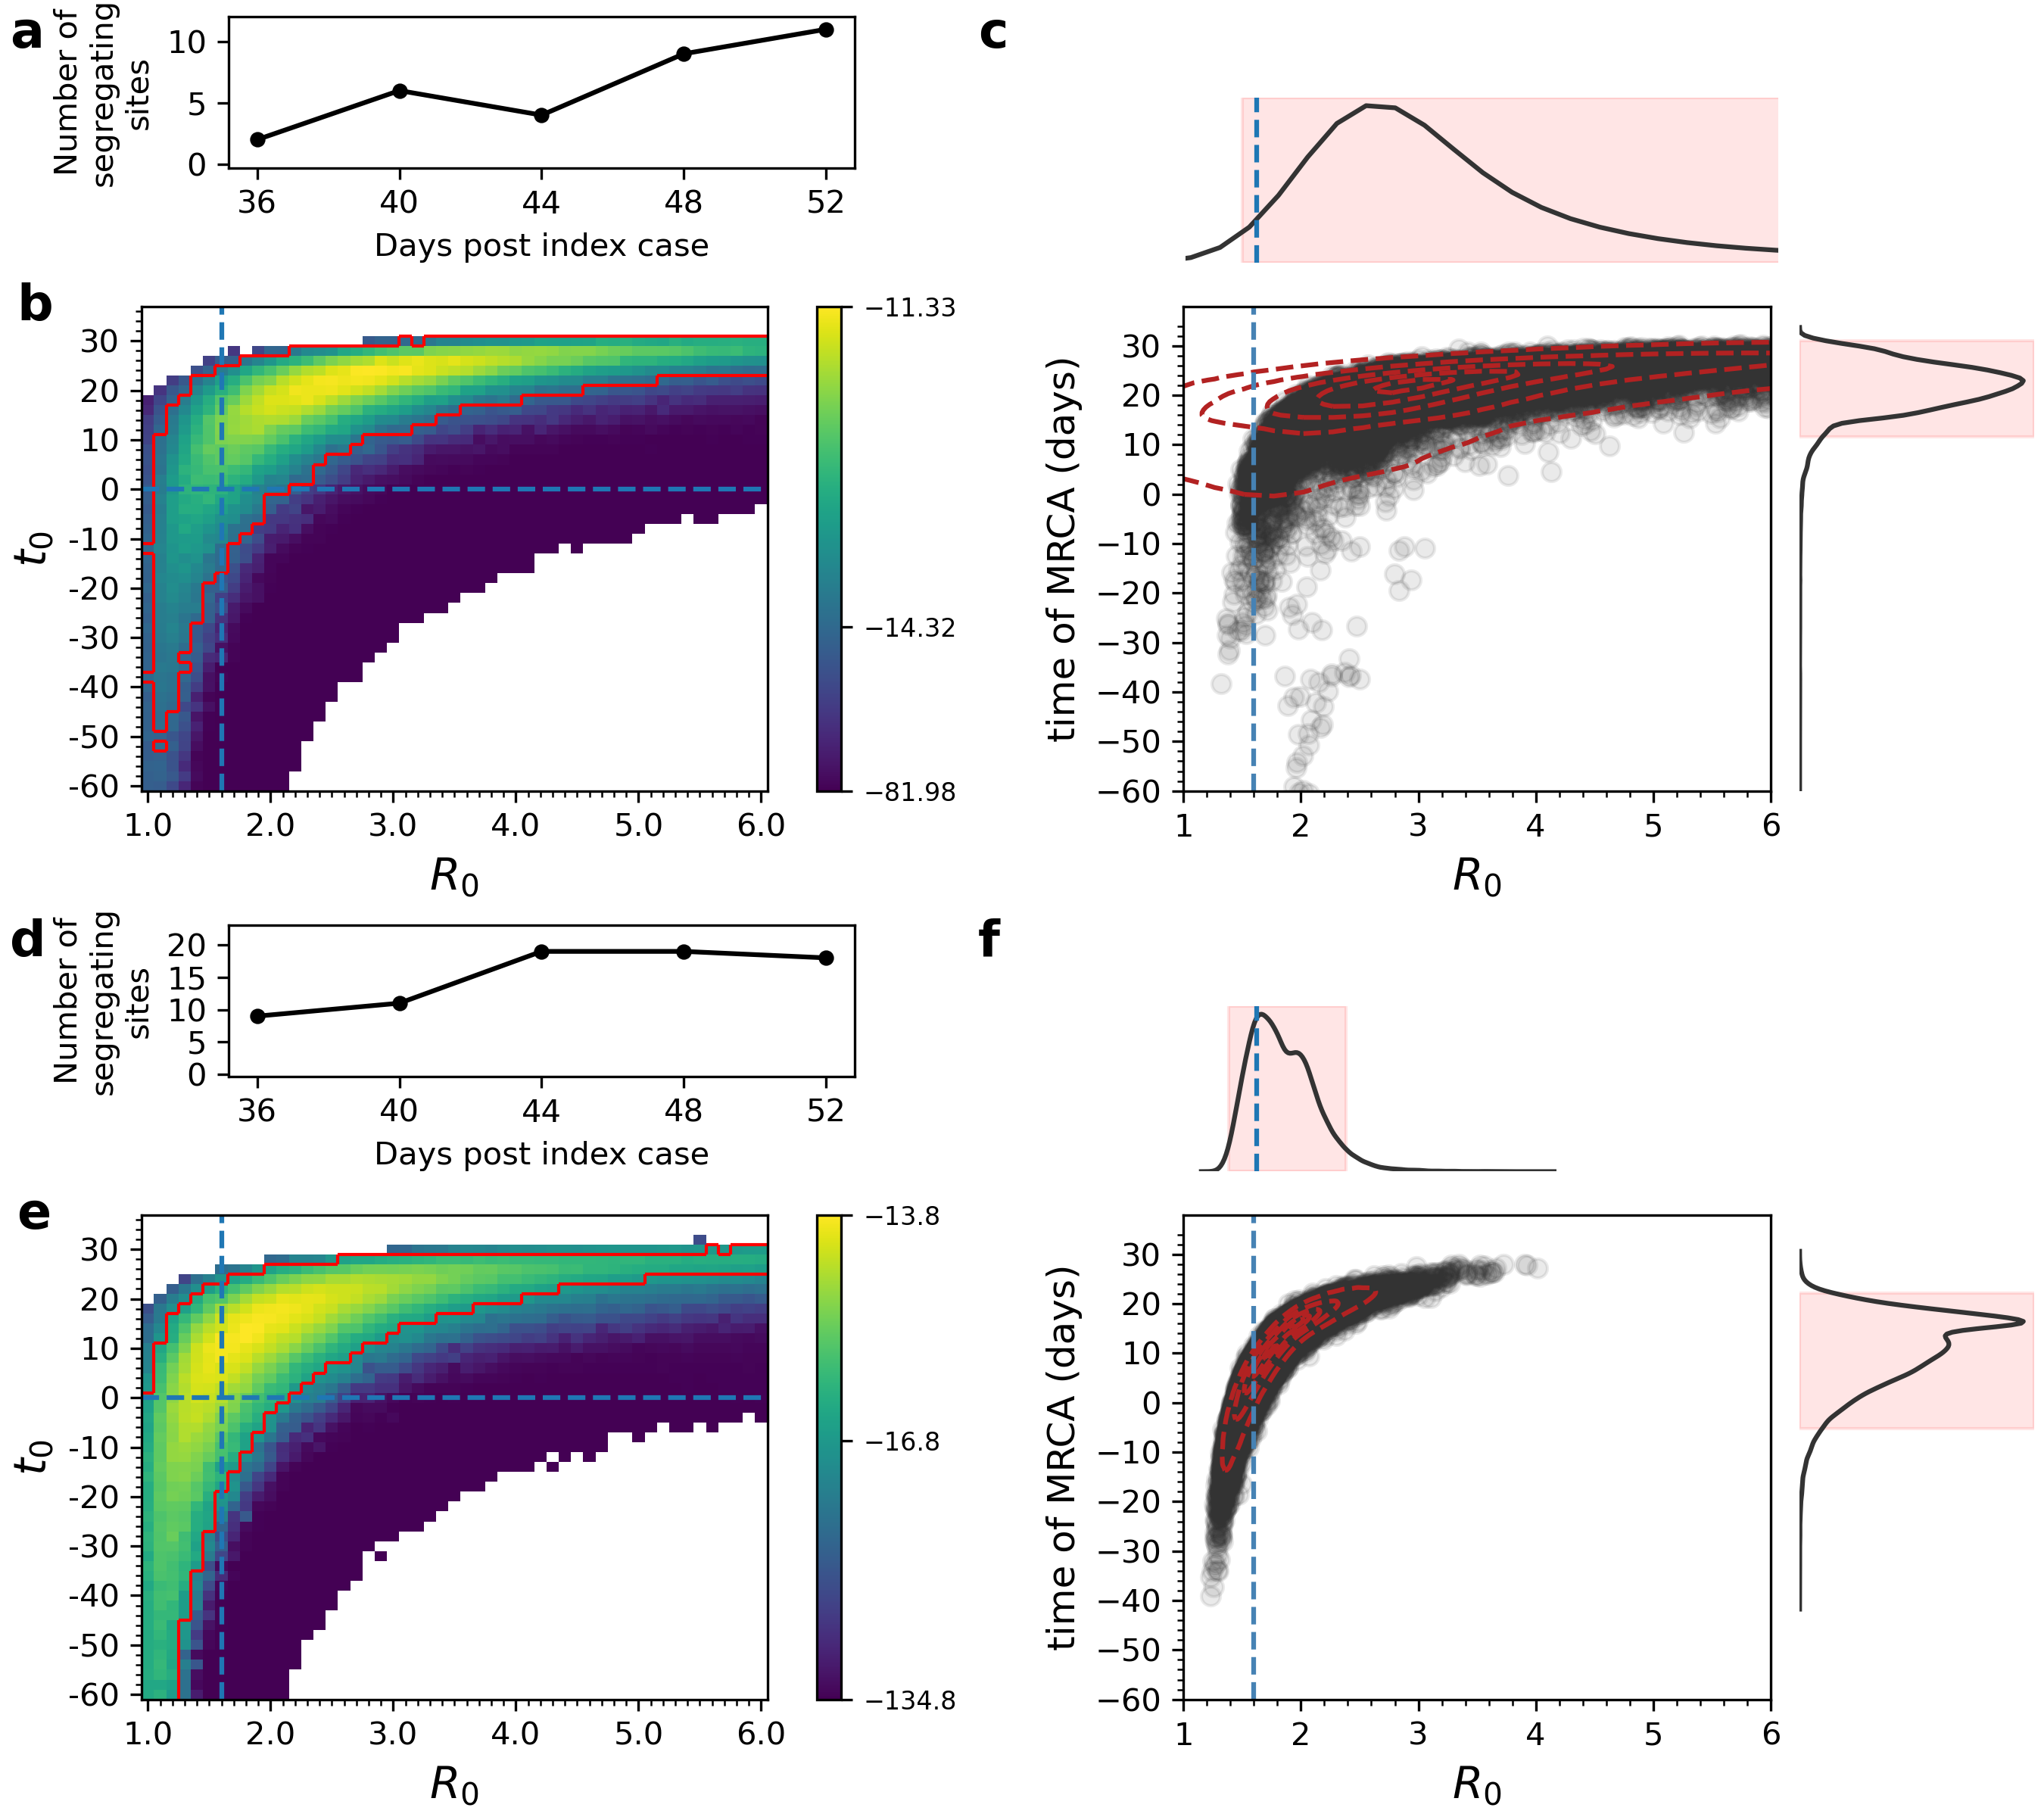 a
Number of
segregating
sites
10
5
0
36 40 44 48 52
Days post index case
b
t0
30
20
10
0
-10
-20
-30
-40
-50
-60
1.0 2.0 3.0 4.0 5.0 6.0
R0
−11.33
−14.32
−81.98
c
time of MRCA (days)
30
20
10
0
−10
−20
−30
−40
−50
−60
1 2 3 4 5 6
R0
d
Number of
segregating
sites
20
15
10
5
0
36 40 44 48 52
Days post index case
e
t0
30
20
10
0
-10
-20
-30
-40
-50
-60
1.0 2.0 3.0 4.0 5.0 6.0
R0
−13.8
−16.8
−134.8
f
time of MRCA (days)
30
20
10
0
−10
−20
−30
−40
−50
−60
1 2 3 4 5 6
R0